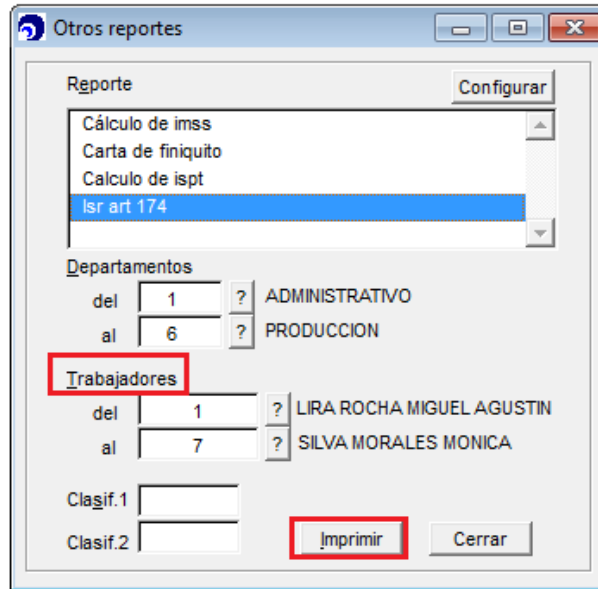 Otros reportes
Reporte
Configurar
Cálculo de imss
Carta de finiquito
Calculo de ispt
Isr art 174
Departamentos
del 1 ? ADMINISTRATIVO
al 6 ? PRODUCCION
Trabajadores
del 1 ? LIRA ROCHA MIGUEL AGUSTIN
al 7 ? SILVA MORALES MONICA
Clasif.1
Clasif.2
Imprimir
Cerrar